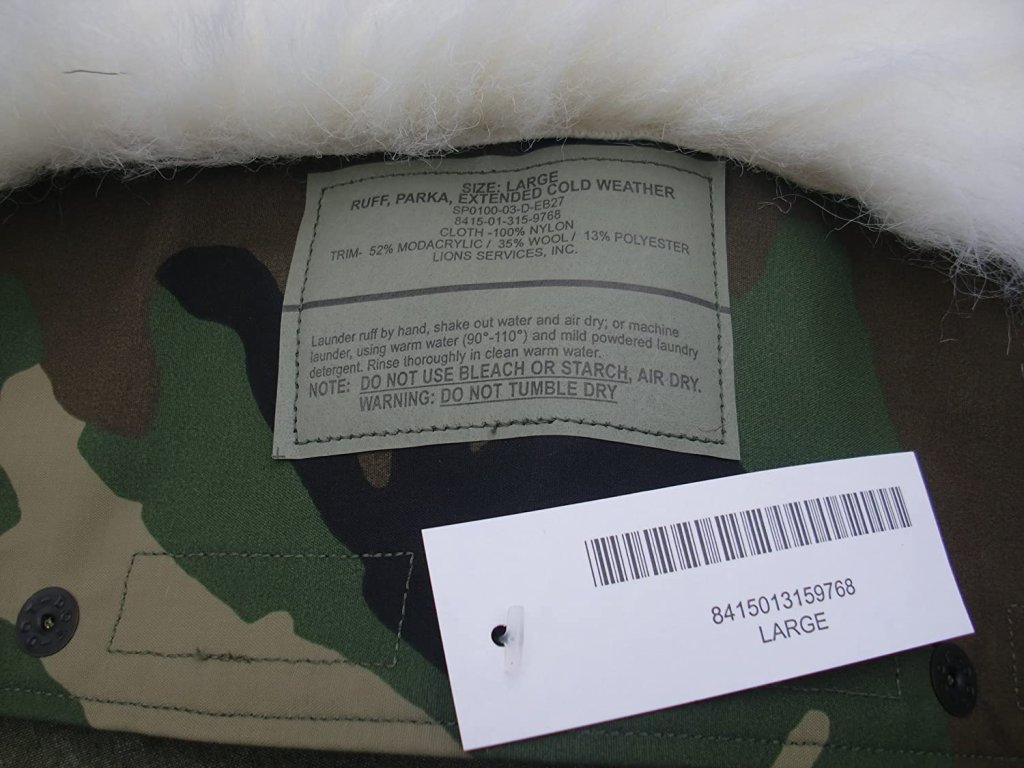 SIZE: LARGE
RUFF, PARKA, EXTENDED COLD WEATHER
SP0100-03-D-EB27
8415-01-315-9768
CLOTH -100% NYLON
TRIM- 52% MODACRYLIC / 35% WOOL / 13% POLYESTER
LIONS SERVICES, INC.
Launder ruff by hand, shake out water and air dry; or machine
launder, using warm water (90°-110°) and mild powdered laundry
detergent. Rinse thoroughly in clean warm water.
NOTE: DO NOT USE BLEACH OR STARCH, AIR DRY.
WARNING: DO NOT TUMBLE DRY
8415013159768
LARGE